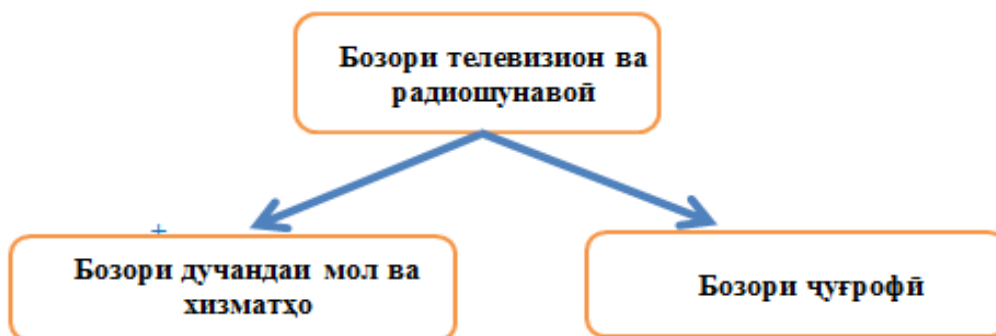 Бозори телевизион ва
радиошунавоӣ
Бозори дучандаи мол ва
хизматҳо
Бозори ҷуғрофӣ